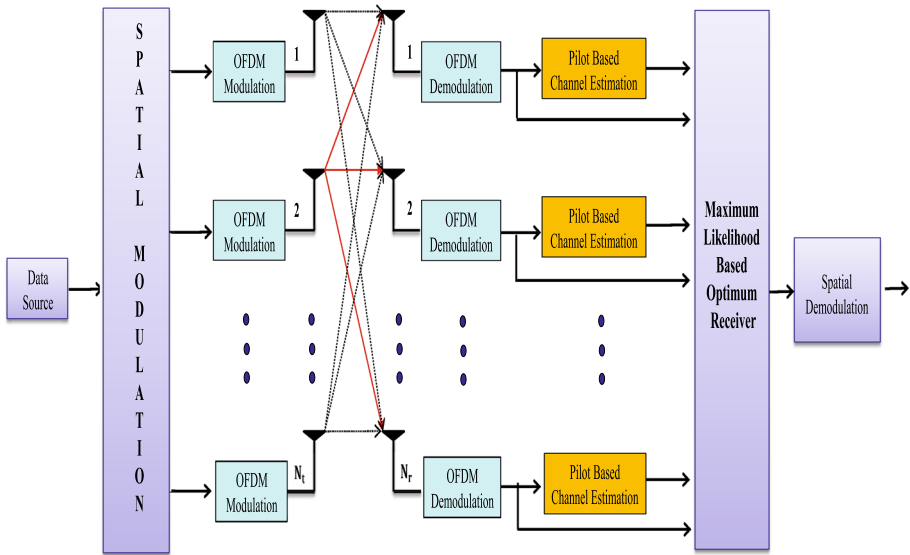 Data
Source
S
P
A
T
I
A
L
M
O
D
U
L
A
T
I
O
N
OFDM
Modulation
1
1
OFDM
Demodulation
Pilot Based
Channel Estimation
OFDM
Modulation
2
2
OFDM
Demodulation
Pilot Based
Channel Estimation
OFDM
Modulation
Nt
Nr
OFDM
Demodulation
Pilot Based
Channel Estimation
Maximum
Likelihood
Based
Optimum
Receiver
Spatial
Demodulation